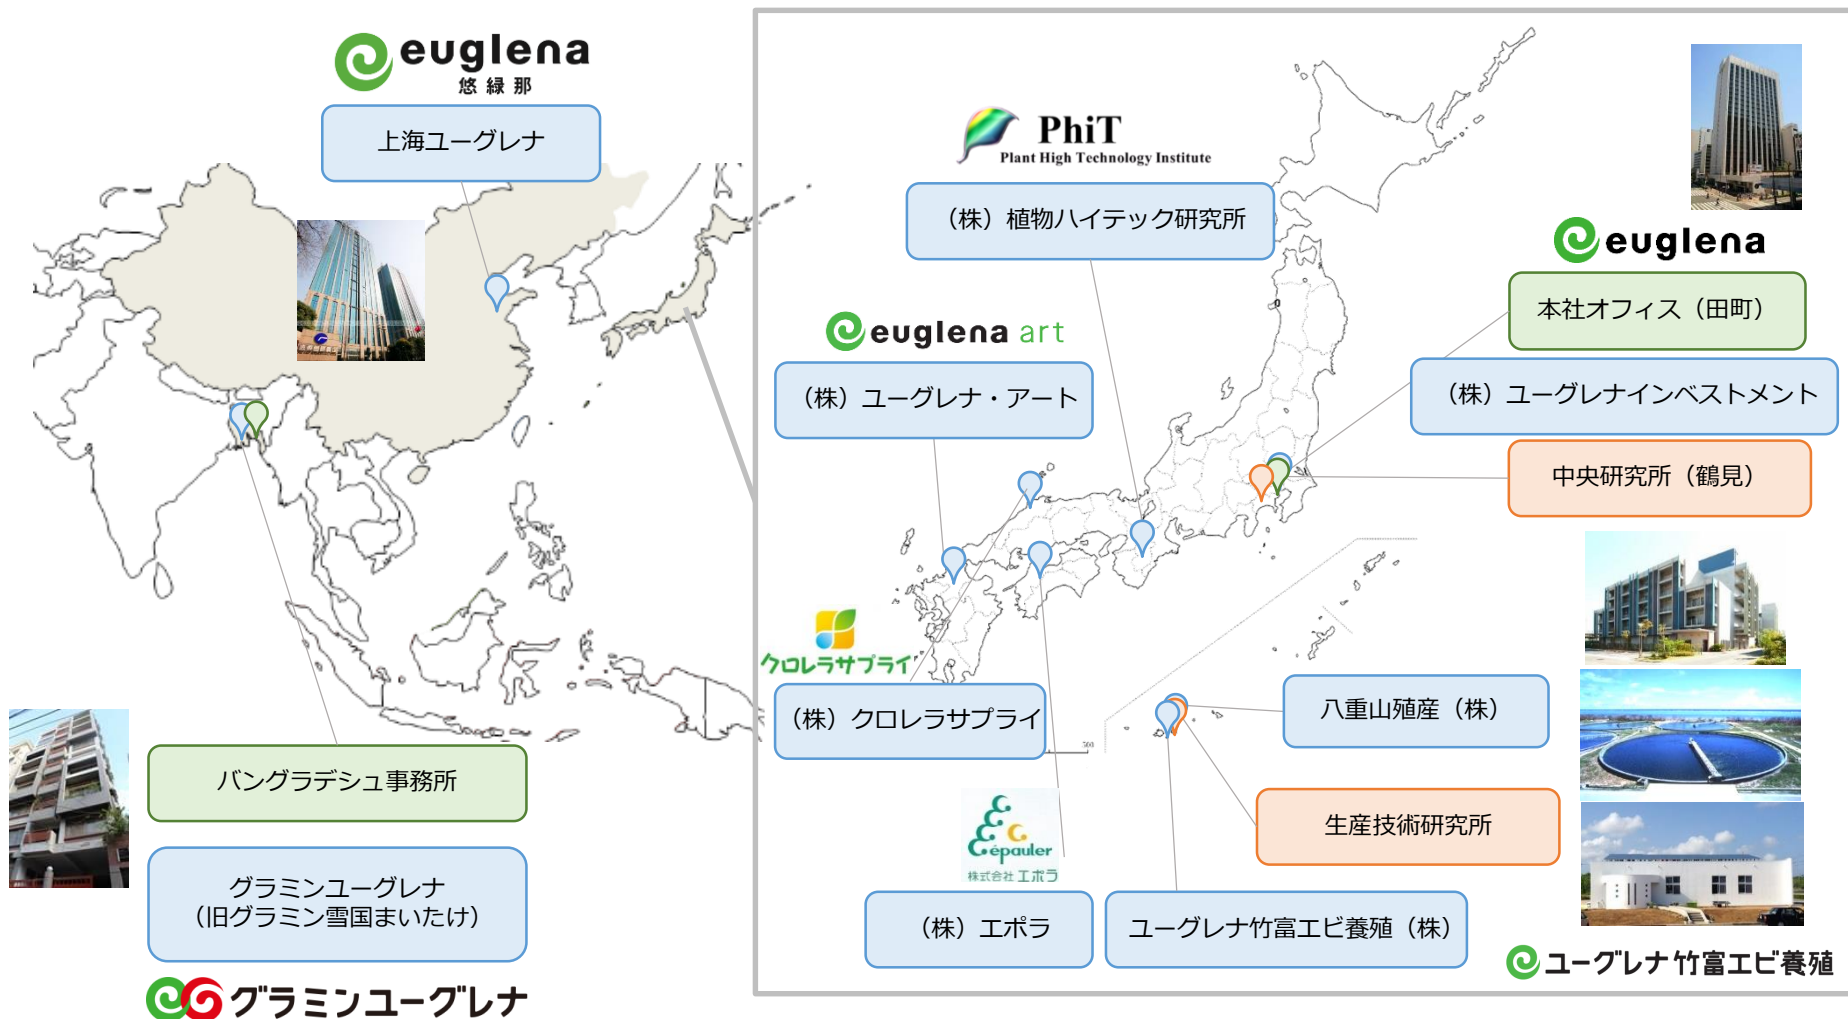 euglena
悠緑那
上海ユーグレナ
PhiT
Plant High Technology Institute
(株)植物ハイテック研究所
euglena
本社オフィス(田町)
euglena art
(株)ユーグレナ・アート
(株)ユーグレナインベストメント
中央研究所(鶴見)
クロレラサプライ
(株)クロレラサプライ
500
八重山殖産(株)
バングラデシュ事務所
生産技術研究所
épauler
株式会社 エポラ
グラミンユーグレナ
(旧グラミン雪国まいたけ)
(株)エポラ
ユーグレナ竹富エビ養殖(株)
ユーグレナ竹富エビ養殖
グラミンユーグレナ